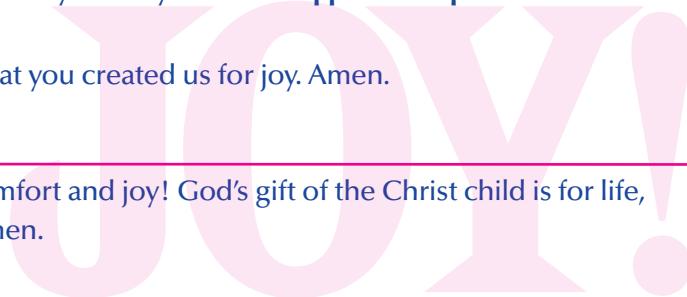 at you created us for joy. Amen.
mfort and joy! God’s gift of the Christ child is for life,
nen.
JOY!